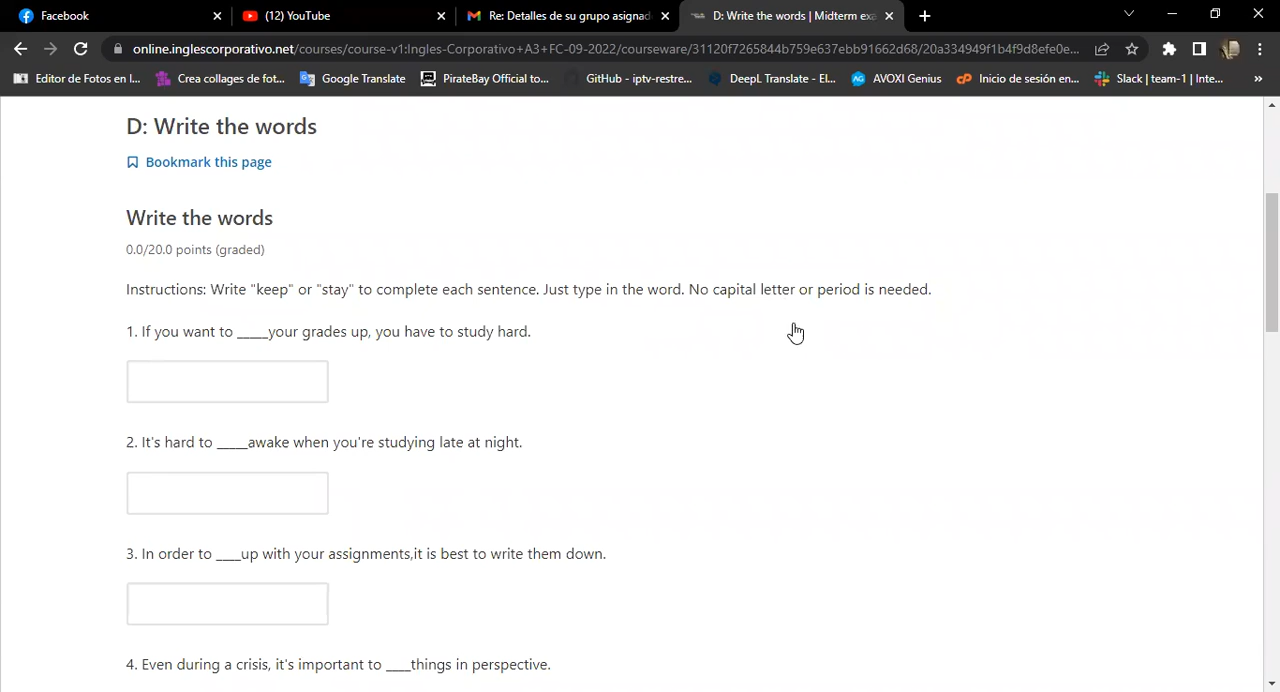 Facebook
(12) YouTube
Re: Detalles de su grupo asignad
D: Write the words | Midterm exa
online.inglescorporativo.net/courses/course-v1:Ingles-Corporativo+A3+FC-09-2022/courseware/31120f7265844b759e637ebb91662d68/20a334949f1b4f9d8efe0e...
Editor de Fotos en l...
Crea collages de fot...
Google Translate
PirateBay Official to...
GitHub - iptv-restre...
DeepL Translate - El...
AVOXI Genius
Inicio de sesión en...
Slack | team-1 | Inte...
D: Write the words
Bookmark this page
Write the words
0.0/20.0 points (graded)
Instructions: Write "keep" or "stay" to complete each sentence. Just type in the word. No capital letter or period is needed.
1. If you want to _____your grades up, you have to study hard.
2. It's hard to _____awake when you're studying late at night.
3. In order to ____up with your assignments,it is best to write them down.
4. Even during a crisis, it's important to ____things in perspective.